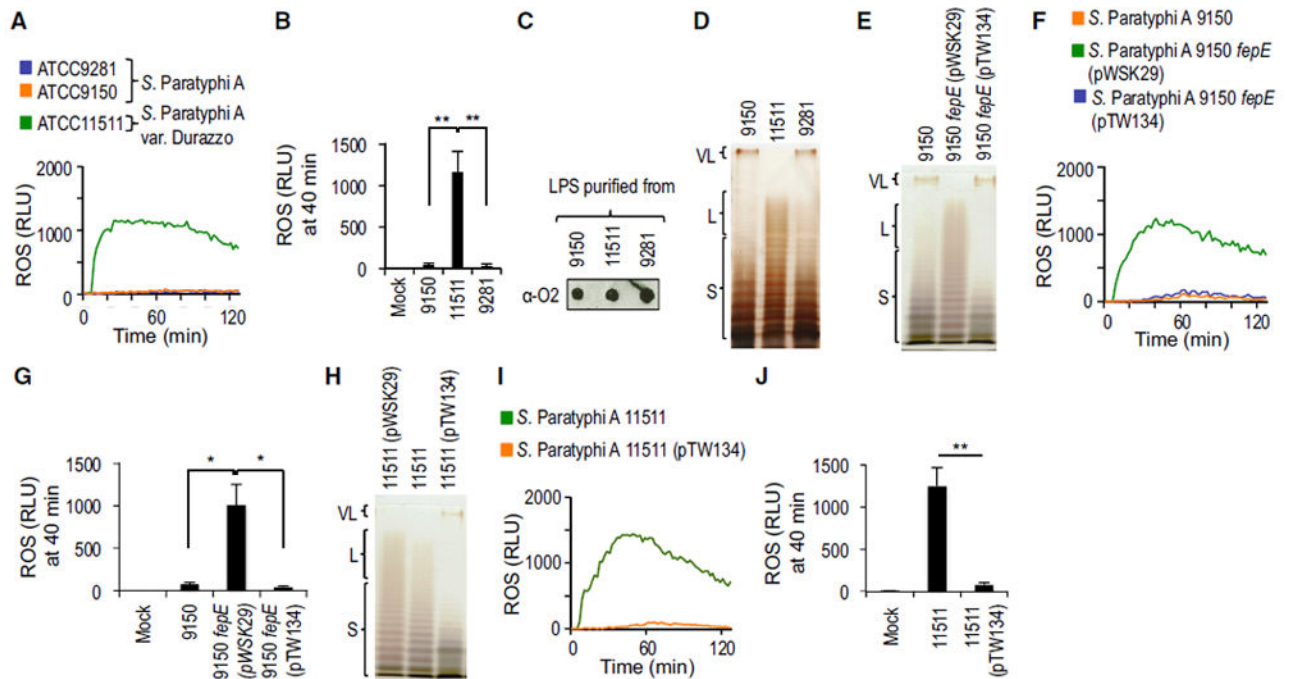 A
ATCC9281
ATCC9150
S. Paratyphi A
ATCC11511
S. Paratyphi A
var. Durazzo
ROS (RLU)
2000
1000
0
0 60 120
Time (min)
B
** **
ROS (RLU)
at 40 min
1500
1000
500
0
Mock
9150
11511
9281
C
LPS purified from
9150
11511
9281
α-O2
D
9150
11511
9281
VL
L
S
E
9150
9150 fepE (pWSK29)
9150 fepE (pTW134)
VL
L
S
F
S. Paratyphi A 9150
S. Paratyphi A 9150 fepE
(pWSK29)
S. Paratyphi A 9150 fepE
(pTW134)
ROS (RLU)
2000
1000
0
0 60 120
Time (min)
G
* *
ROS (RLU)
at 40 min
1500
1000
500
0
Mock
9150
9150 fepE
(pWSK29)
9150 fepE
(pTW134)
H
11511 (pWSK29)
11511
11511 (pTW134)
VL
L
S
I
S. Paratyphi A 11511
S. Paratyphi A 11511 (pTW134)
ROS (RLU)
2000
1000
0
0 60 120
Time (min)
J
**
ROS (RLU)
at 40 min
1500
1000
500
0
Mock
11511
11511
(pTW134)